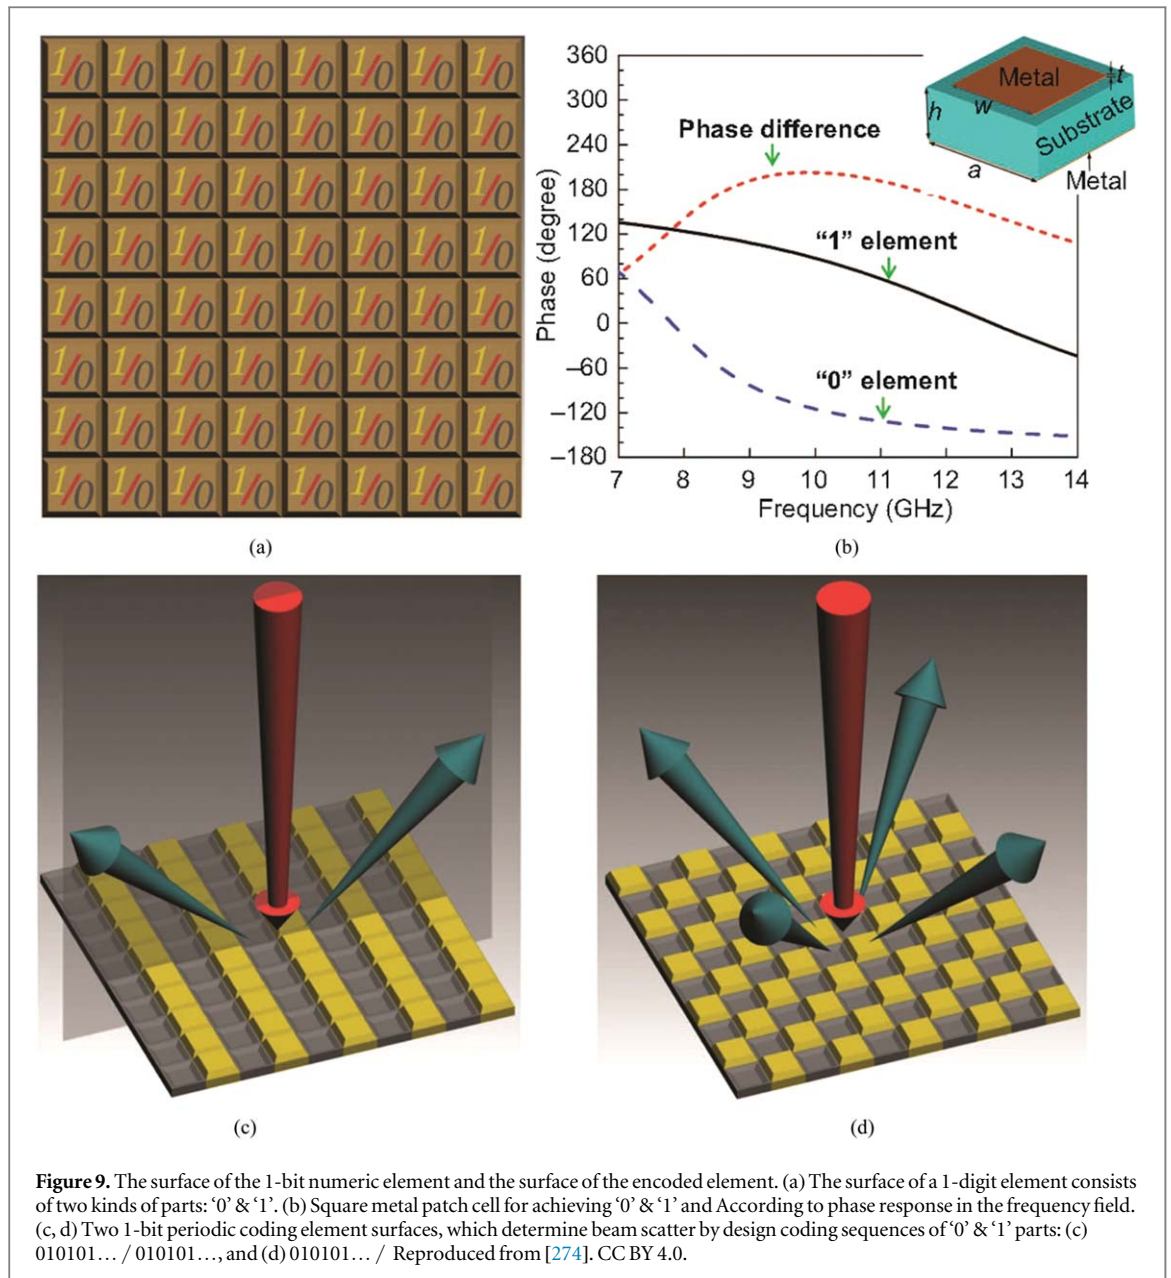 1/0 1/0 1/0 1/0 1/0 1/0 1/0 1/0
1/0 1/0 1/0 1/0 1/0 1/0 1/0 1/0
1/0 1/0 1/0 1/0 1/0 1/0 1/0 1/0
1/0 1/0 1/0 1/0 1/0 1/0 1/0 1/0
1/0 1/0 1/0 1/0 1/0 1/0 1/0 1/0
1/0 1/0 1/0 1/0 1/0 1/0 1/0 1/0
1/0 1/0 1/0 1/0 1/0 1/0 1/0 1/0
1/0 1/0 1/0 1/0 1/0 1/0 1/0 1/0
(a)
Phase (degree)
360
300
240
180
120
60
0
–60
–120
–180
Phase difference
“1” element
“0” element
Metal
t
w
h
Substrate
a
Metal
7 8 9 10 11 12 13 14
Frequency (GHz)
(b)
(c)
(d)
Figure 9. The surface of the 1-bit numeric element and the surface of the encoded element. (a) The surface of a 1-digit element consists
of two kinds of parts: ‘0’ & ‘1’. (b) Square metal patch cell for achieving ‘0’ & ‘1’ and According to phase response in the frequency field.
(c, d) Two 1-bit periodic coding element surfaces, which determine beam scatter by design coding sequences of ‘0’ & ‘1’ parts: (c)
010101… / 010101…, and (d) 010101… / Reproduced from [274]. CC BY 4.0.